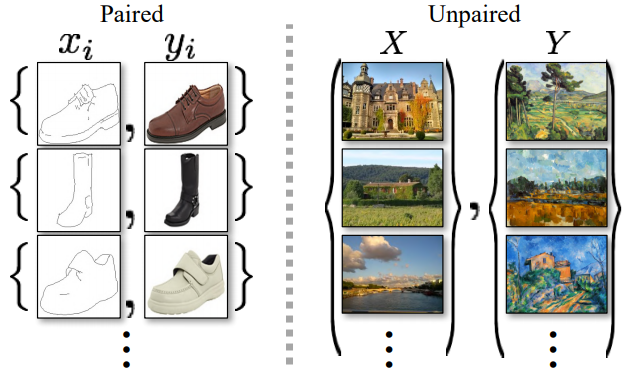 Paired
Unpaired
x_i
y_i
X
Y
{ , }
{ , }
{ , }
⋮
⋮
( , )
⋮
⋮